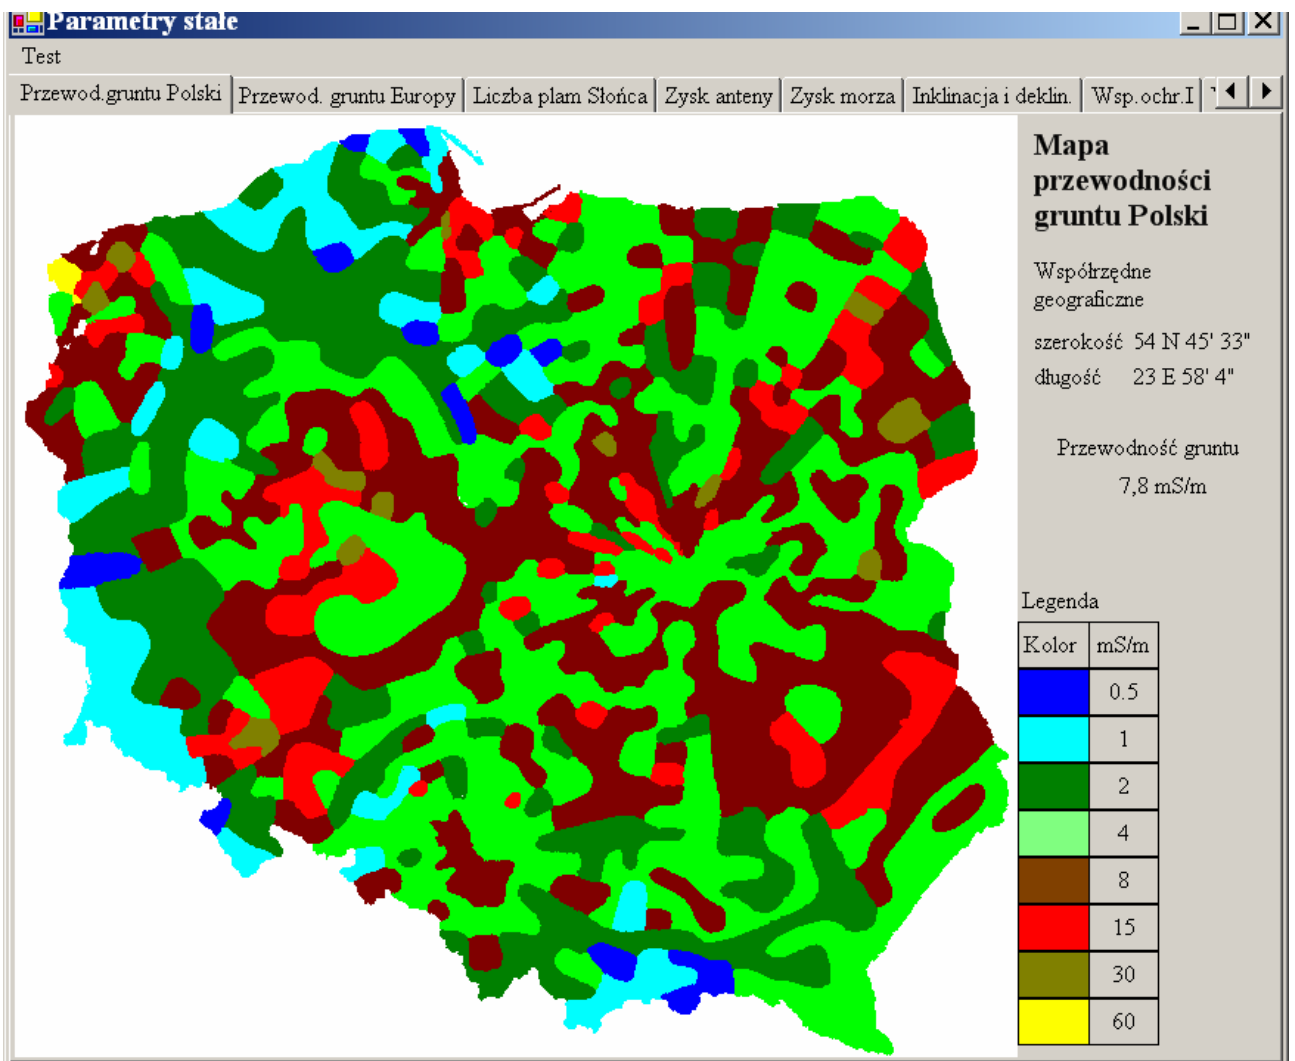 Parametry stałe
Test
Przewod.gruntu Polski
Przewod. gruntu Europy
Liczba plam Słońca
Zysk anteny
Zysk morza
Inklinacja i deklin.
Wsp.ochr.I
Mapa
przewodności
gruntu Polski
Współrzędne
geograficzne
szerokość 54 N 45' 33"
długość 23 E 58' 4"
Przewodność gruntu
7,8 mS/m
Legenda
Kolor mS/m
0.5
1
2
4
8
15
30
60